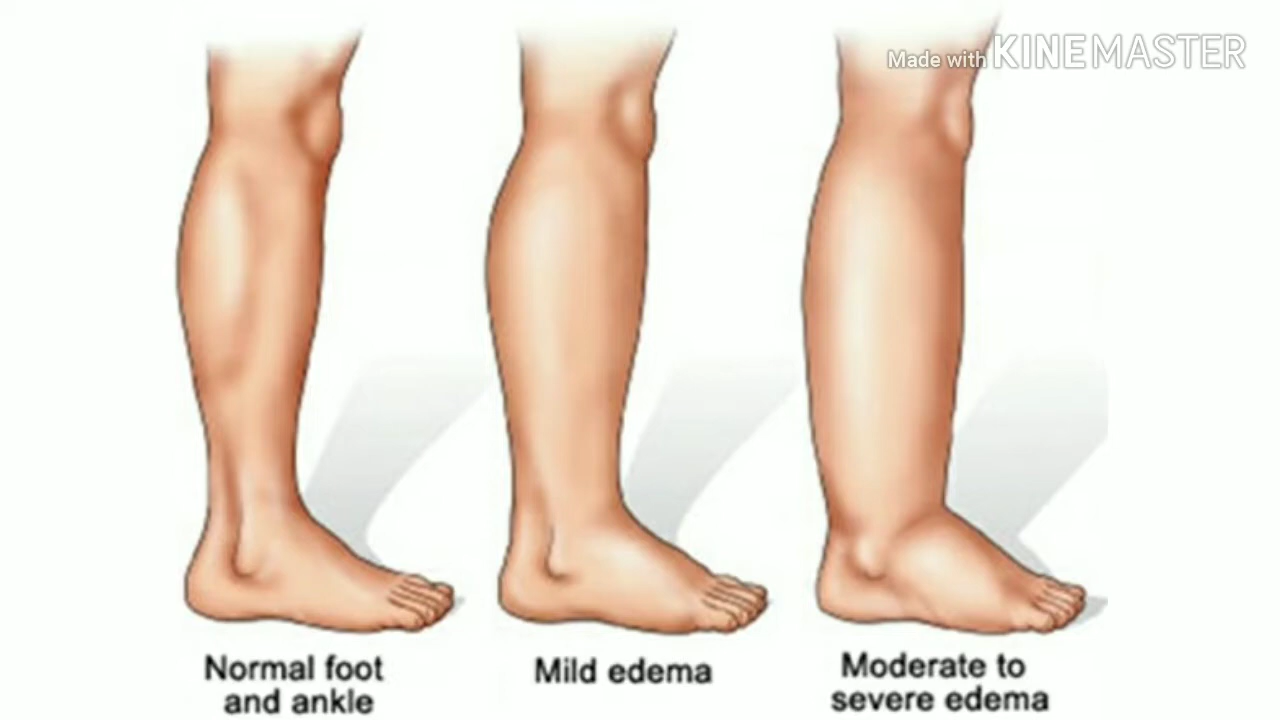 Made with KINEMASTER
Normal foot
and ankle
Mild edema
Moderate to
severe edema